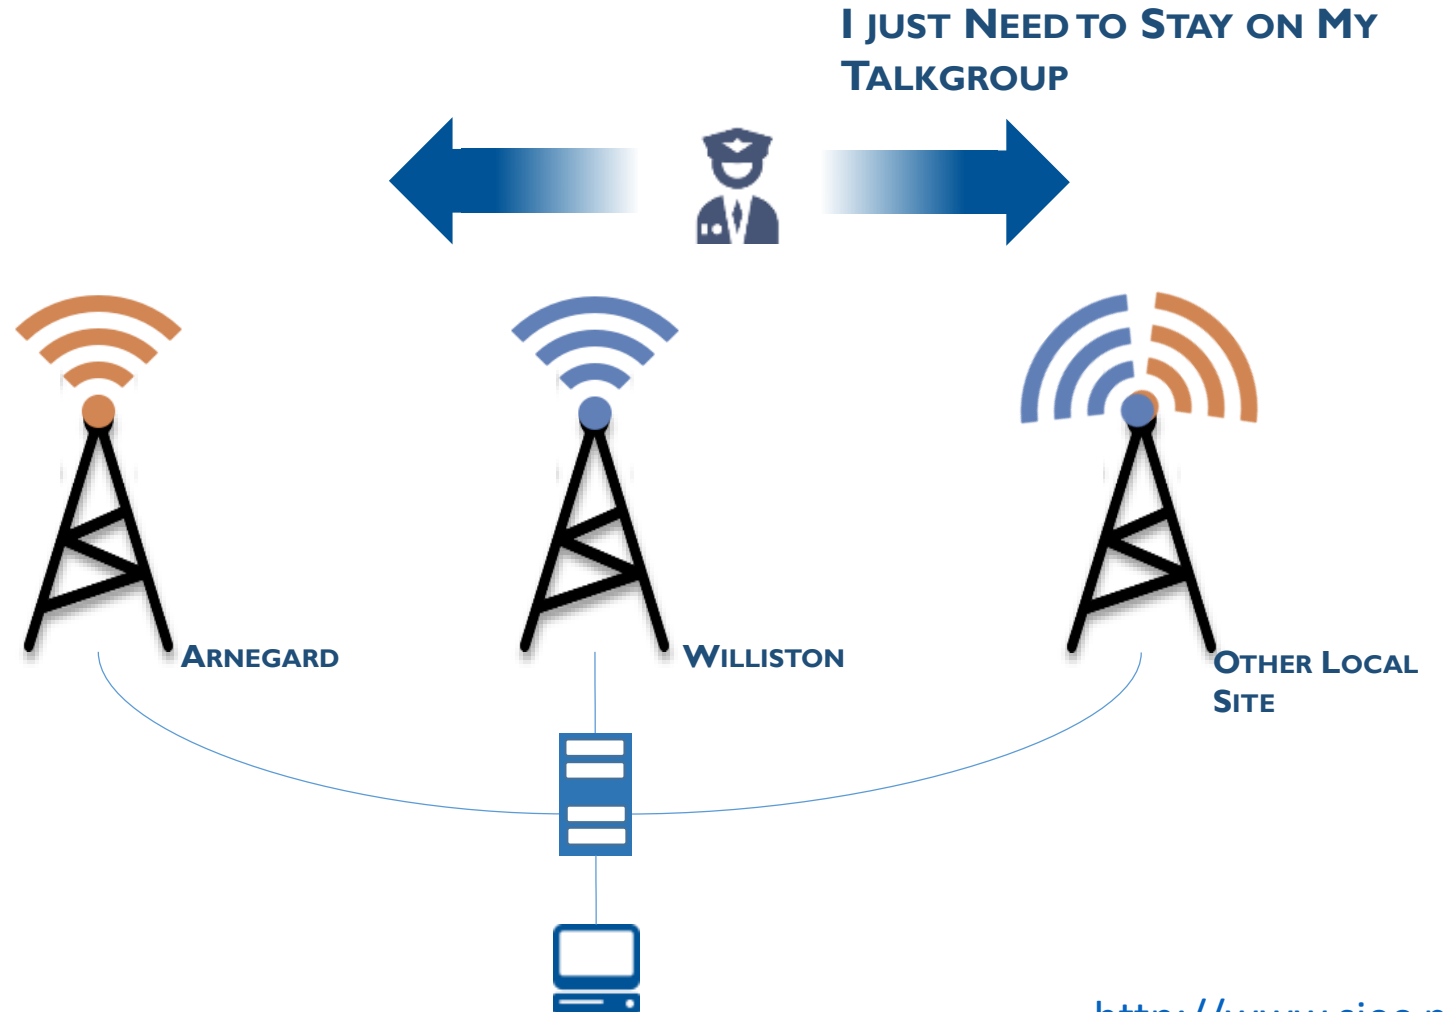 I JUST NEED TO STAY ON MY
TALKGROUP
ARNEGARD
WILLISTON
OTHER LOCAL
SITE